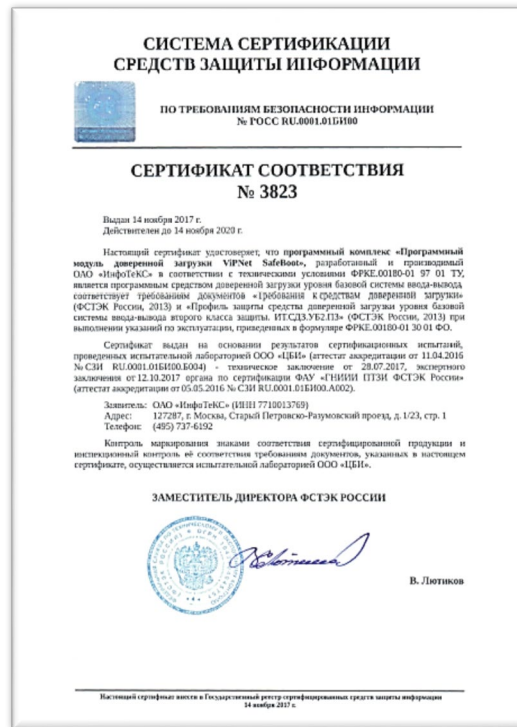 СИСТЕМА СЕРТИФИКАЦИИ
СРЕДСТВ ЗАЩИТЫ ИНФОРМАЦИИ
ПО ТРЕБОВАНИЯМ БЕЗОПАСНОСТИ ИНФОРМАЦИИ
№ РОСС RU.0001.01БИ00
СЕРТИФИКАТ СООТВЕТСТВИЯ
№ 3823
Выдан 14 ноября 2017 г.
Действителен до 14 ноября 2020 г.
Настоящий сертификат удостоверяет, что программный комплекс «Программный
модуль доверенной загрузки ViPNet SafeBoot», разработанный и производимый
ОАО «ИнфоТеКС» в соответствии с техническими условиями ФРКЕ.00180-01 97 01 ТУ,
является программным средством доверенной загрузки уровня базовой системы ввода-вывода,
соответствует требованиям документов «Требования к средствам доверенной загрузки»
(ФСТЭК России, 2013) и «Профиль защиты средства доверенной загрузки уровня базовой
системы ввода-вывода второго класса защиты. ИТ.СДЗ.УБ2.ПЗ» (ФСТЭК России, 2013) при
выполнении указаний по эксплуатации, приведенных в формуляре ФРКЕ.00180-01 30 01 ФО.
Сертификат выдан на основании результатов сертификационных испытаний,
проведенных испытательной лабораторией ООО «ЦБИ» (аттестат аккредитации от 11.04.2016
№ СЗИ RU.0001.01БИ00.Б004) - техническое заключение от 28.07.2017, экспертного
заключения от 12.10.2017 органа по сертификации ФАУ «ГНИИИ ПТЗИ ФСТЭК России»
(аттестат аккредитации от 05.05.2016 № СЗИ RU.0001.01БИ00.А002).
Заявитель: ОАО «ИнфоТеКС» (ИНН 7710013769)
Адрес: 127287, г. Москва, Старый Петровско-Разумовский проезд, д.1/23, стр. 1
Телефон: (495) 737-6192
Контроль маркирования знаками соответствия сертифицированной продукции и
инспекционный контроль её соответствия требованиям документов, указанных в настоящем
сертификате, осуществляется испытательной лабораторией ООО «ЦБИ».
ЗАМЕСТИТЕЛЬ ДИРЕКТОРА ФСТЭК РОССИИ
В. Лютиков
Настоящий сертификат внесен в Государственный реестр сертифицированных средств защиты информации
14 ноября 2017 г.